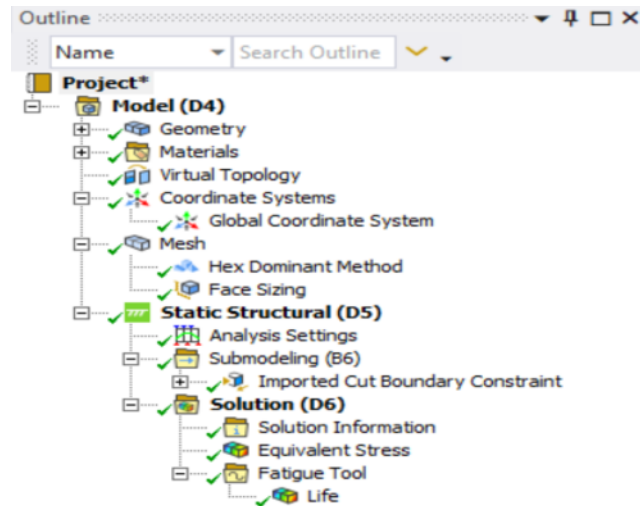 Outline
Name Search Outline
Project*
Model (D4)
Geometry
Materials
Virtual Topology
Coordinate Systems
Global Coordinate System
Mesh
Hex Dominant Method
Face Sizing
Static Structural (D5)
Analysis Settings
Submodeling (B6)
Imported Cut Boundary Constraint
Solution (D6)
Solution Information
Equivalent Stress
Fatigue Tool
Life